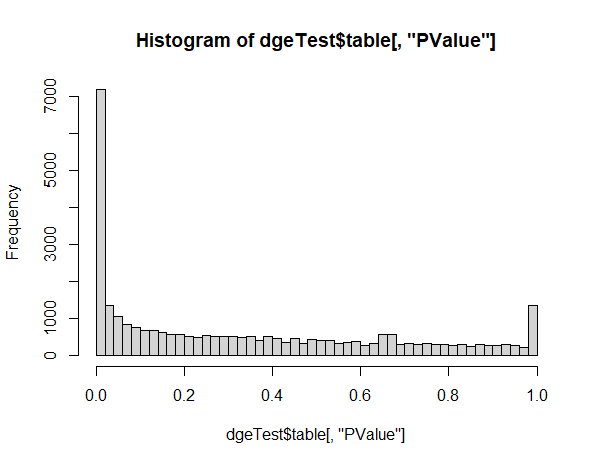 Histogram of dgeTest$table[, "PValue"]
Frequency
7000
5000
3000
1000
0
0.0 0.2 0.4 0.6 0.8 1.0
dgeTest$table[, "PValue"]